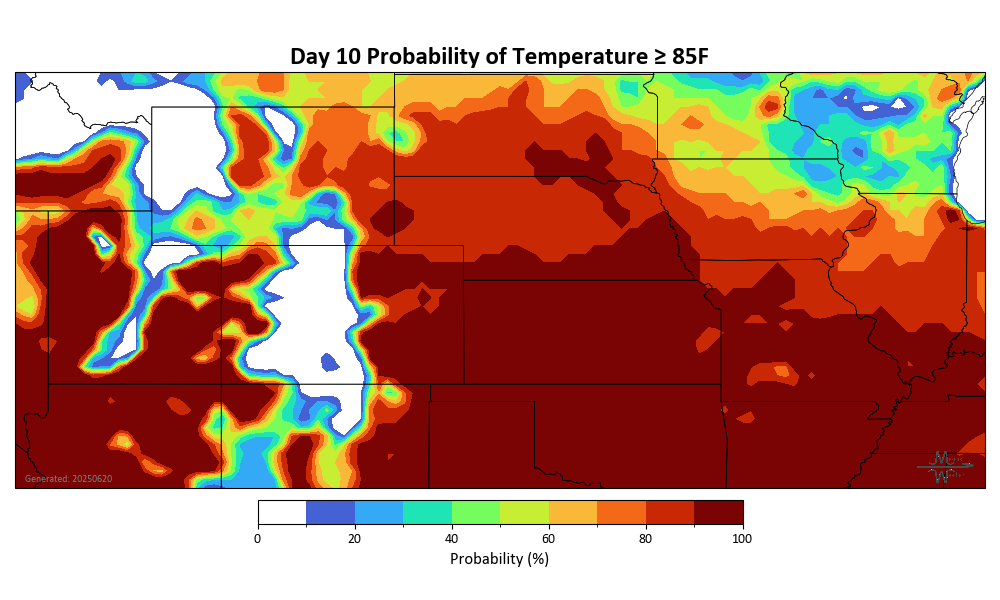 Day 10 Probability of Temperature ≥ 85F
Generated: 20250620
0 20 40 60 80 100
Probability (%)